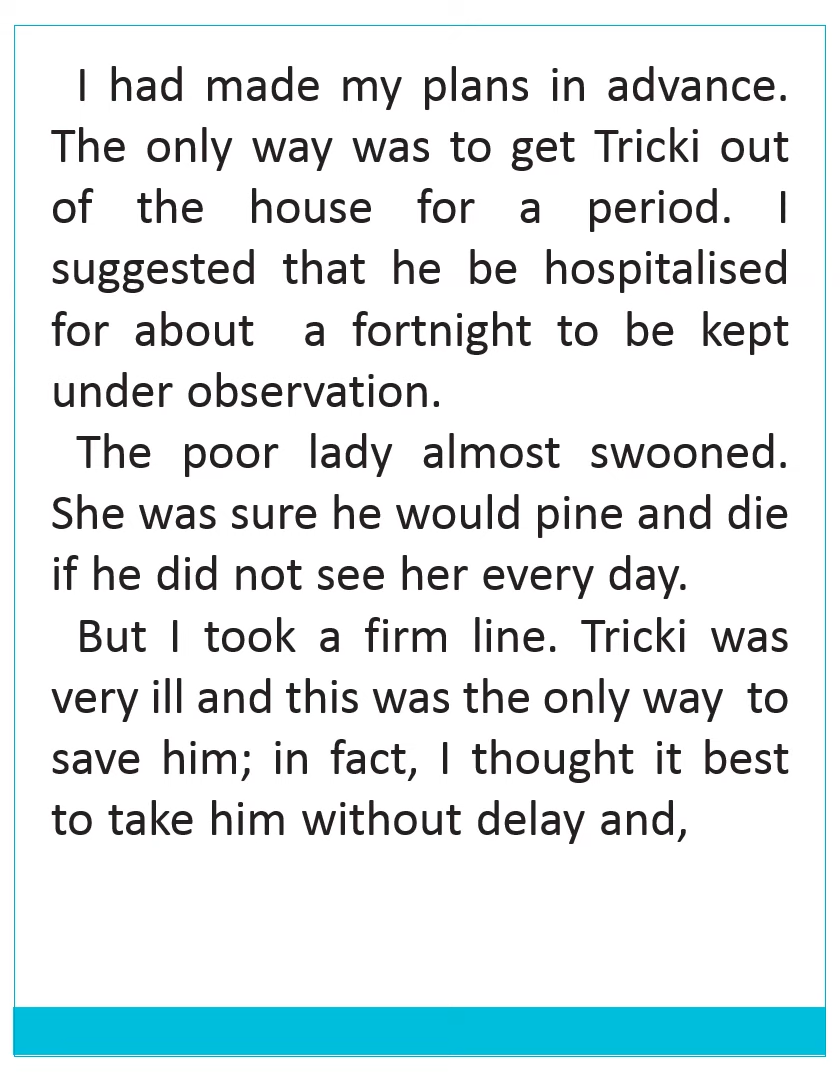 I had made my plans in advance.
The only way was to get Tricki out
of the house for a period. I
suggested that he be hospitalised
for about a fortnight to be kept
under observation.
The poor lady almost swooned.
She was sure he would pine and die
if he did not see her every day.
But I took a firm line. Tricki was
very ill and this was the only way to
save him; in fact, I thought it best
to take him without delay and,